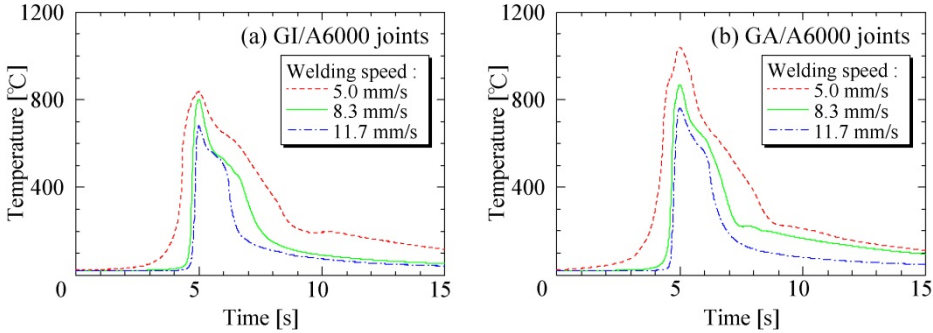 1200
800
400
0
Temperature [℃]
(a) GI/A6000 joints
Welding speed :
5.0 mm/s
8.3 mm/s
11.7 mm/s
0
5
10
15
Time [s]
1200
800
400
0
Temperature [℃]
(b) GA/A6000 joints
Welding speed :
5.0 mm/s
8.3 mm/s
11.7 mm/s
5
10
15
Time [s]